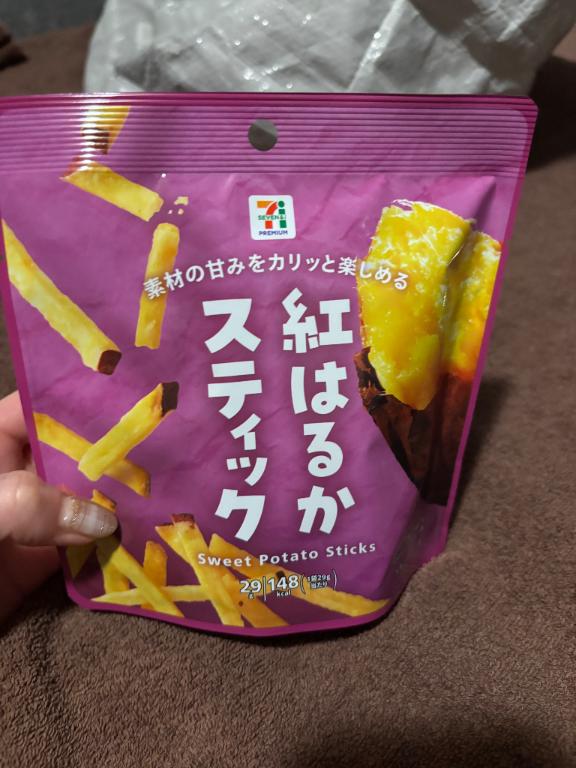 7i
SEVEN&i
PREMIUM
素材の甘みをカリッと楽しめる
紅はるか
スティック
Sweet Potato Sticks
29g 148kcal (1袋29g当たり)